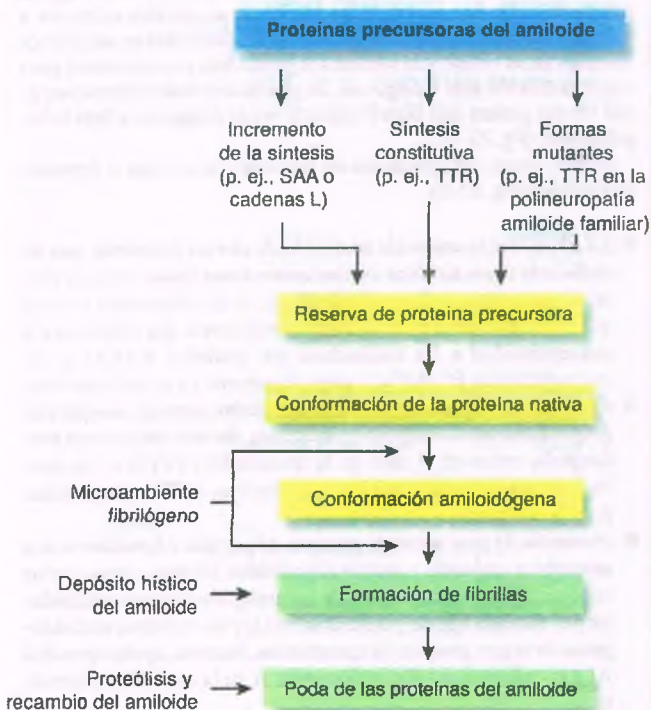 Proteínas precursoras del amiloide
Incremento
de la síntesis
(p. ej., SAA o
cadenas L)
Síntesis
constitutiva
(p. ej., TTR)
Formas
mutantes
(p. ej., TTR en la
polineuropatía
amiloide familiar)
Reserva de proteína precursora
Conformación de la proteína nativa
Microambiente
fibrilógeno
Conformación amiloidógena
Depósito hístico
del amiloide
Formación de fibrillas
Proteólisis y
recambio del amiloide
Poda de las proteínas del amiloide